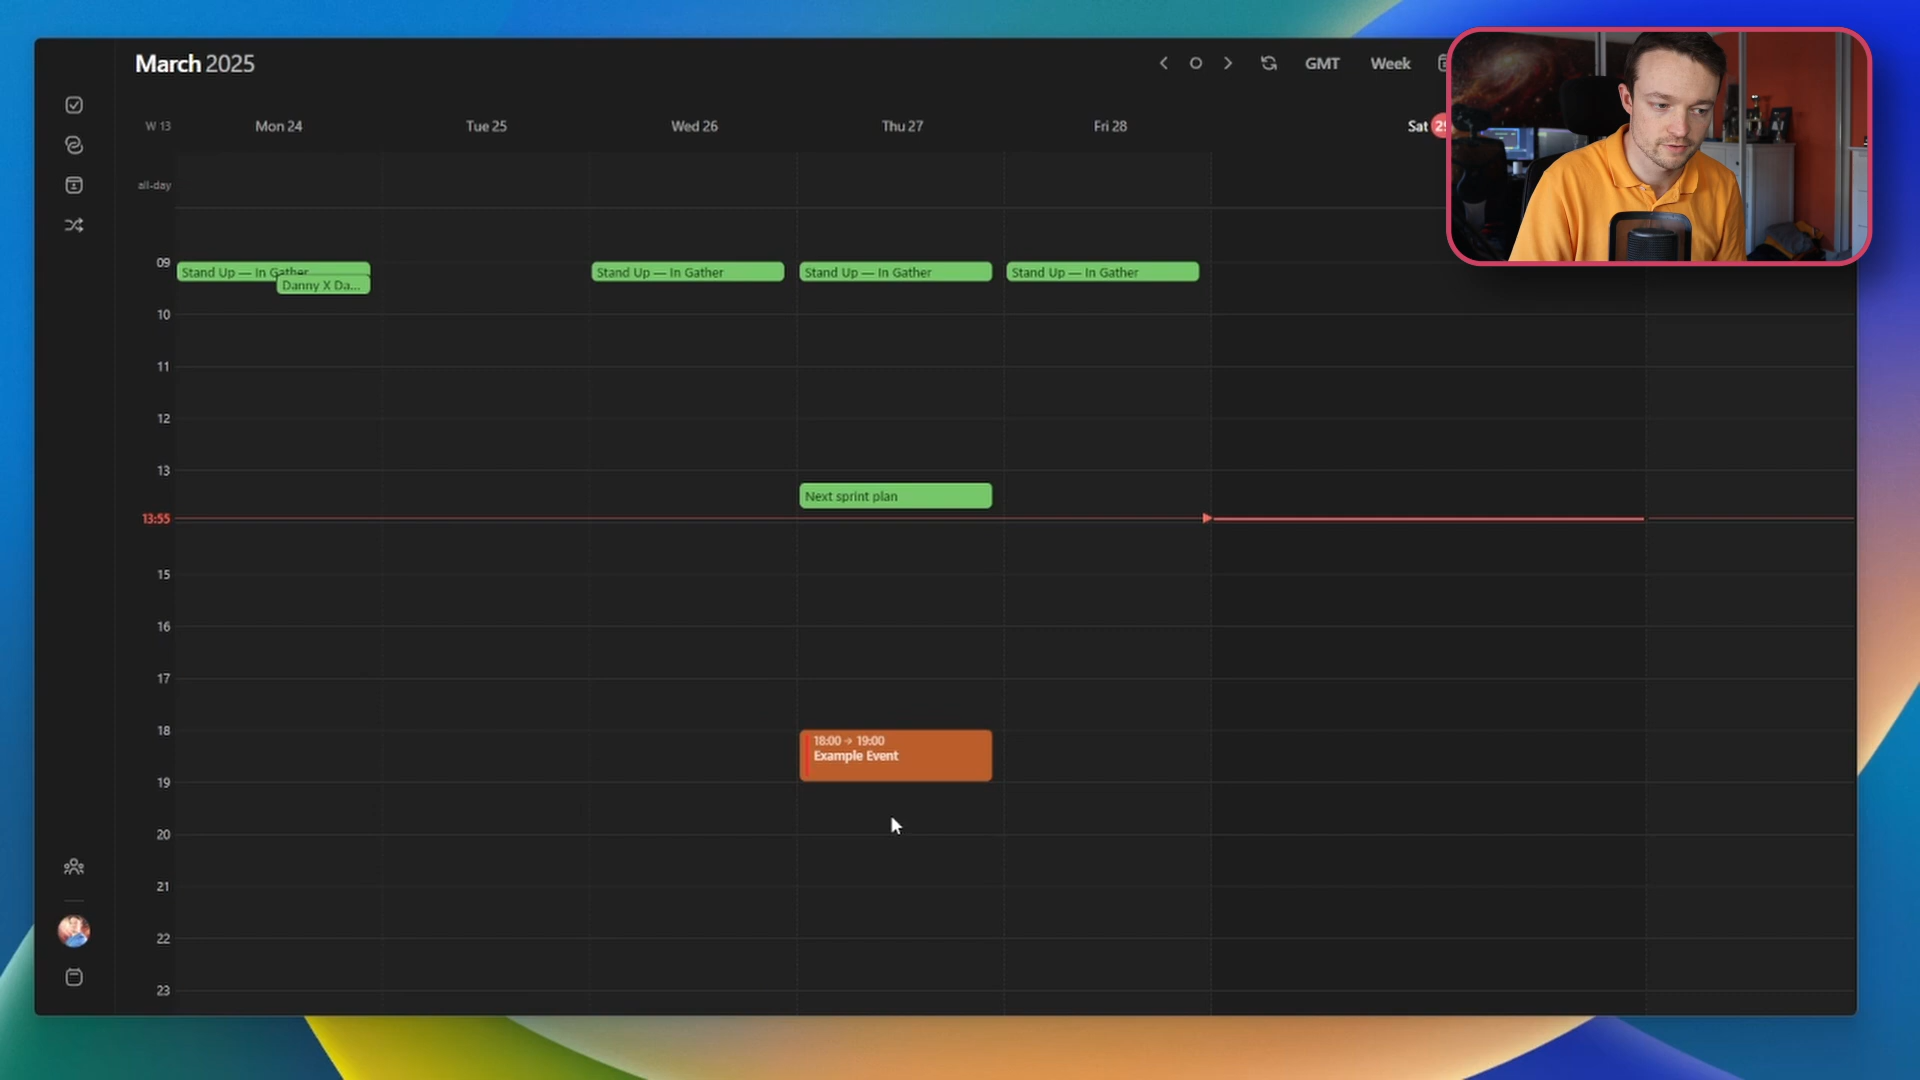 March 2025
GMT
Week
W 13
Mon 24
Tue 25
Wed 26
Thu 27
Fri 28
Sat
all-day
09
Stand Up — In Gather
Danny X Da...
Stand Up — In Gather
Stand Up — In Gather
Stand Up — In Gather
10
11
12
13
Next sprint plan
13:55
15
16
17
18
18:00 → 19:00
Example Event
19
20
21
22
23